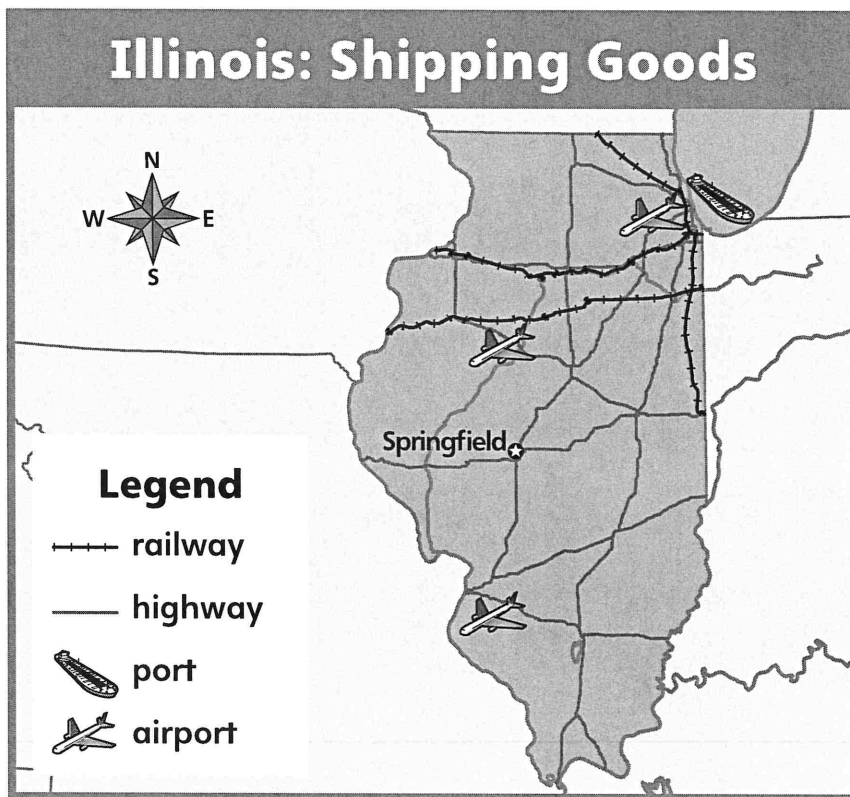 Illinois: Shipping Goods
N
W E
S
Springfield
Legend
railway
highway
port
airport